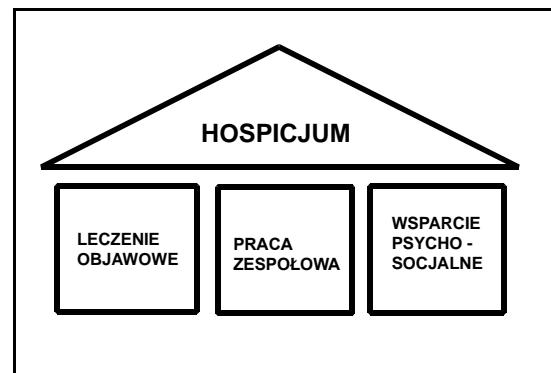 HOSPICJUM
LECZENIE
OBJAWOWE
PRACA
ZESPOŁOWA
WSPARCIE
PSYCHO -
SOCJALNE